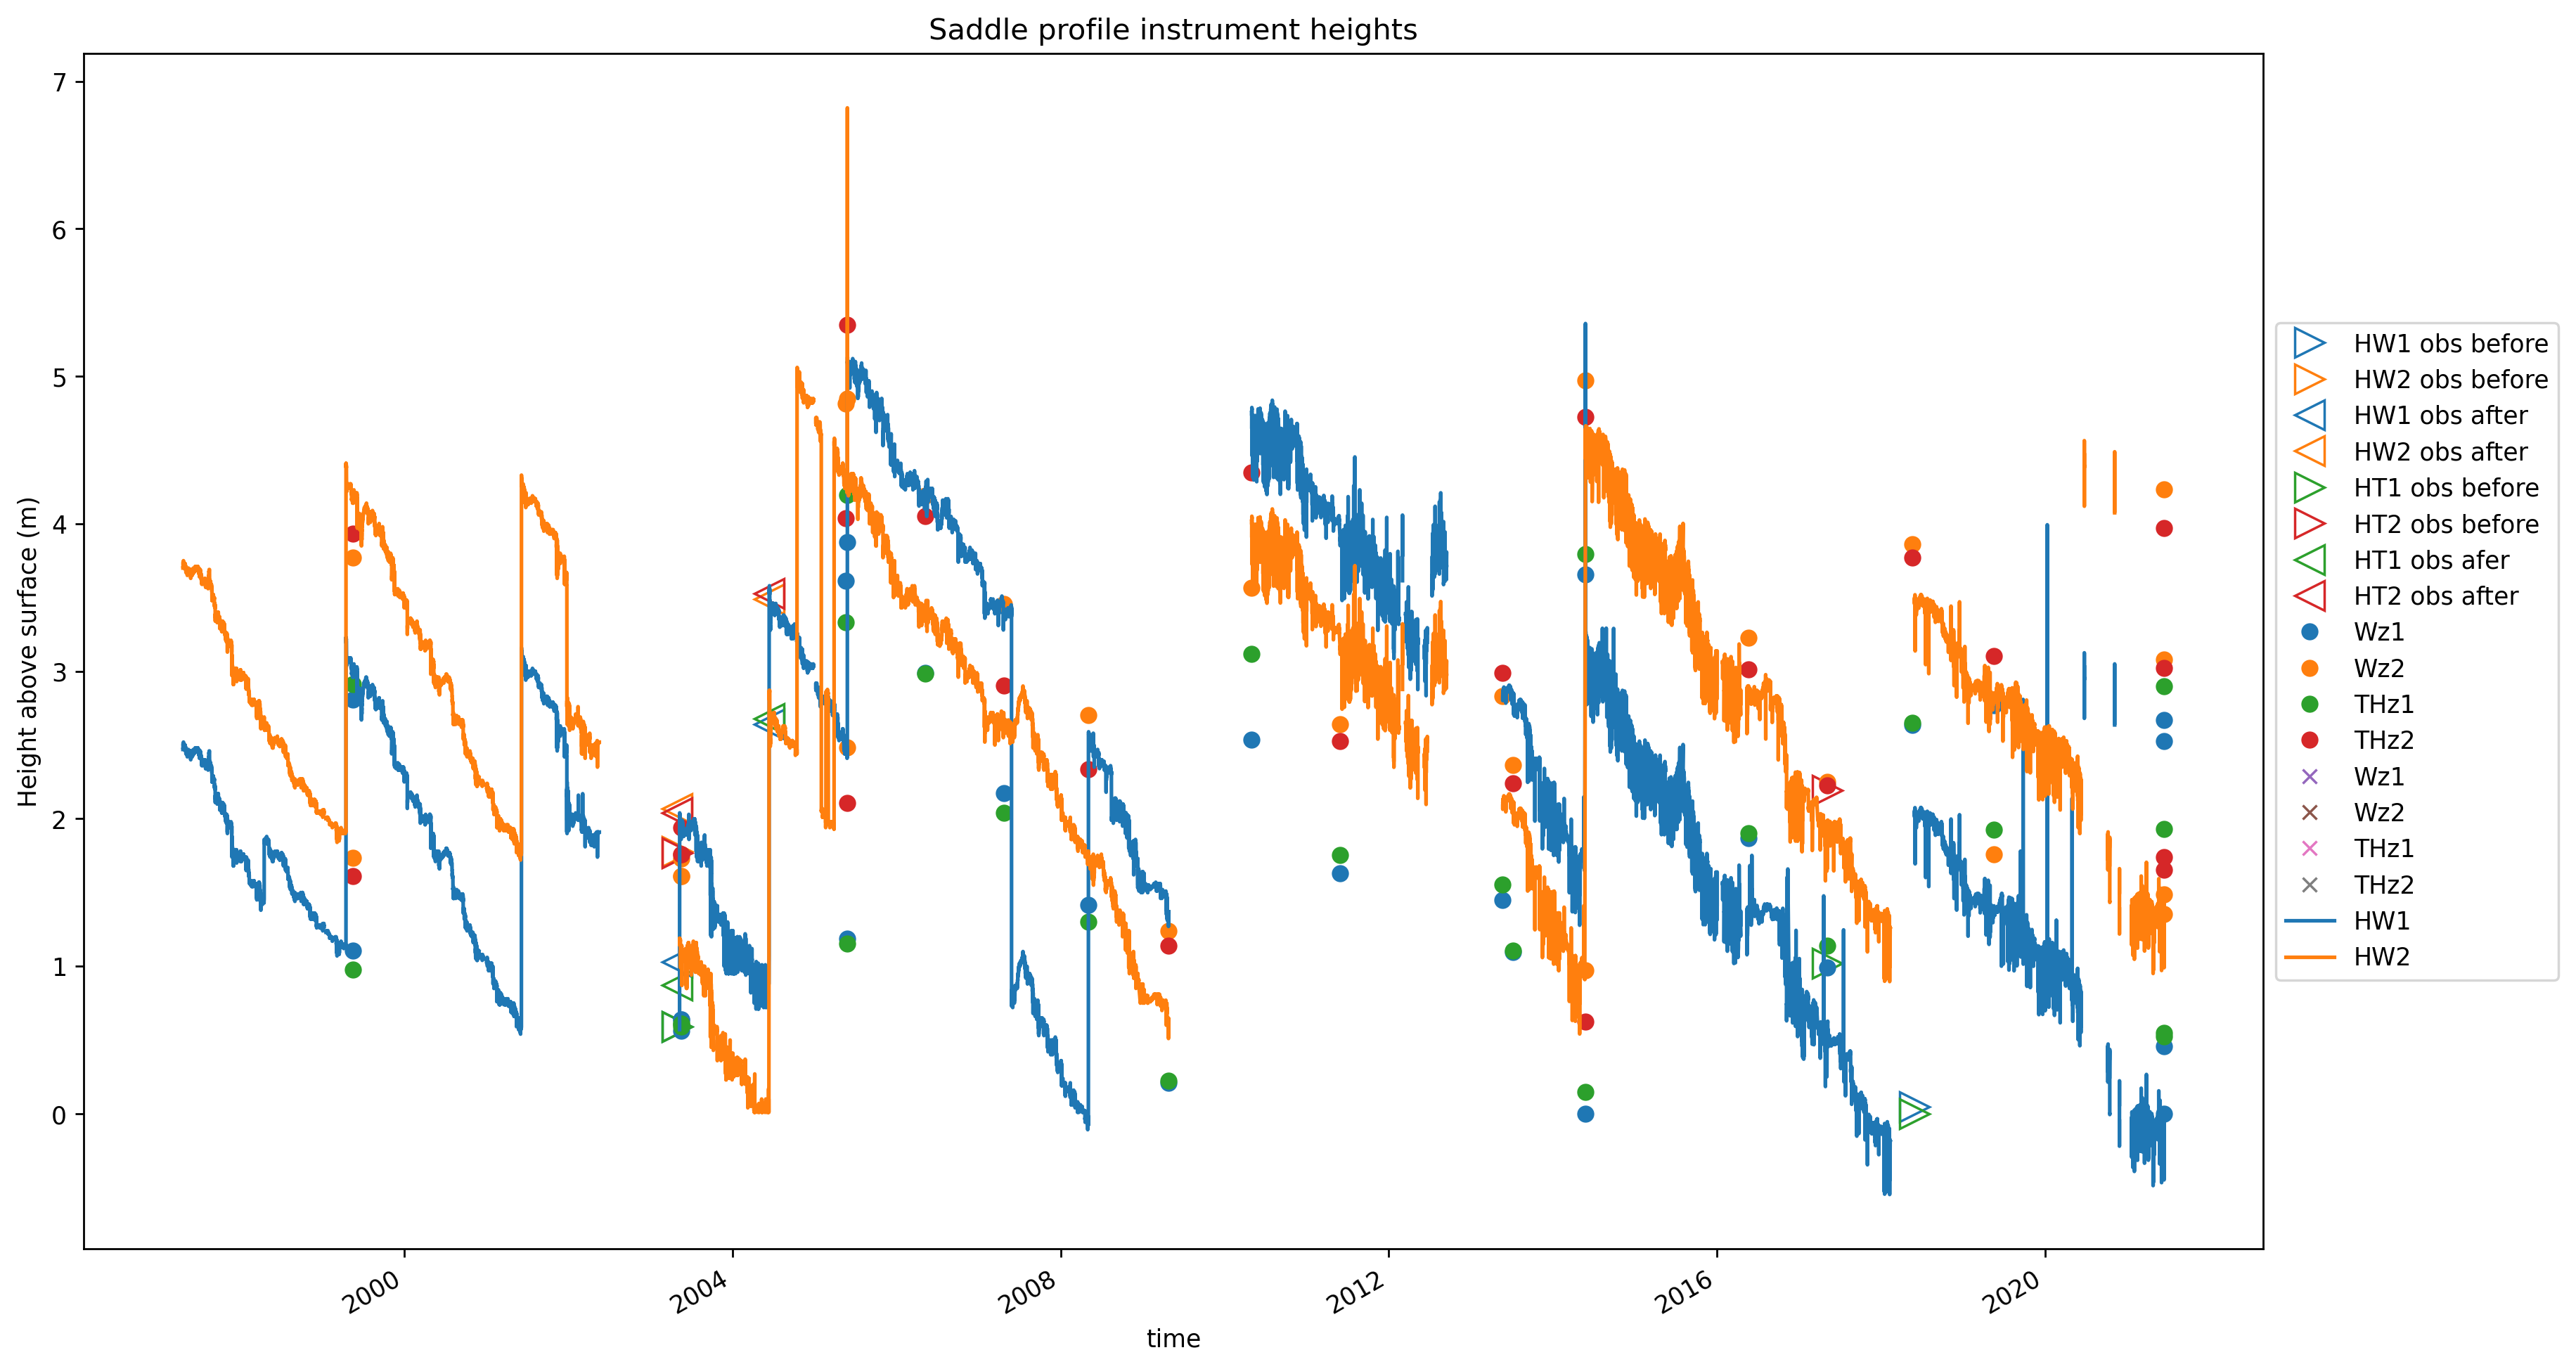 Saddle profile instrument heights
Height above surface (m)
7
6
5
4
3
2
1
0
2000
2004
2008
2012
2016
2020
time
HW1 obs before
HW2 obs before
HW1 obs after
HW2 obs after
HT1 obs before
HT2 obs before
HT1 obs afer
HT2 obs after
Wz1
Wz2
THz1
THz2
Wz1
Wz2
THz1
THz2
HW1
HW2